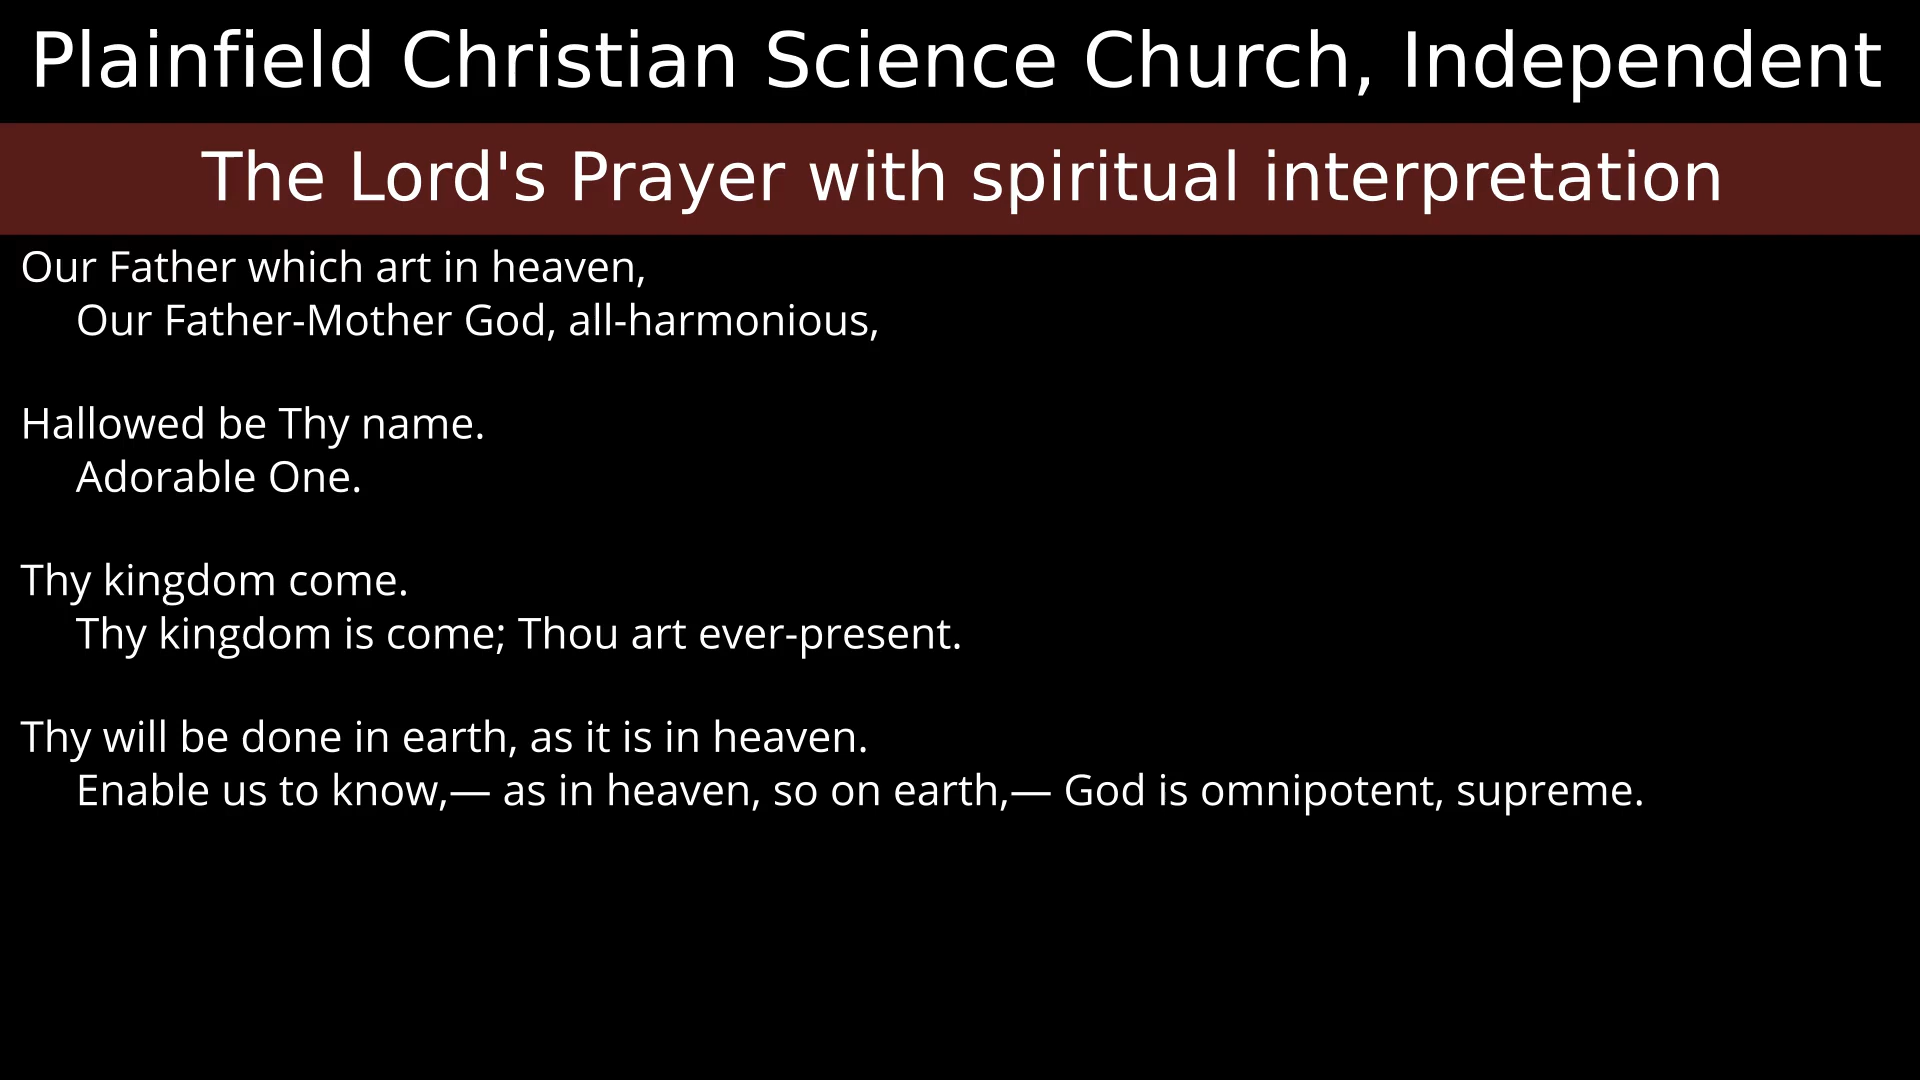 Plainfield Christian Science Church, Independent
The Lord's Prayer with spiritual interpretation
Our Father which art in heaven,
Our Father-Mother God, all-harmonious,
Hallowed be Thy name.
Adorable One.
Thy kingdom come.
Thy kingdom is come; Thou art ever-present.
Thy will be done in earth, as it is in heaven.
Enable us to know,— as in heaven, so on earth,— God is omnipotent, supreme.